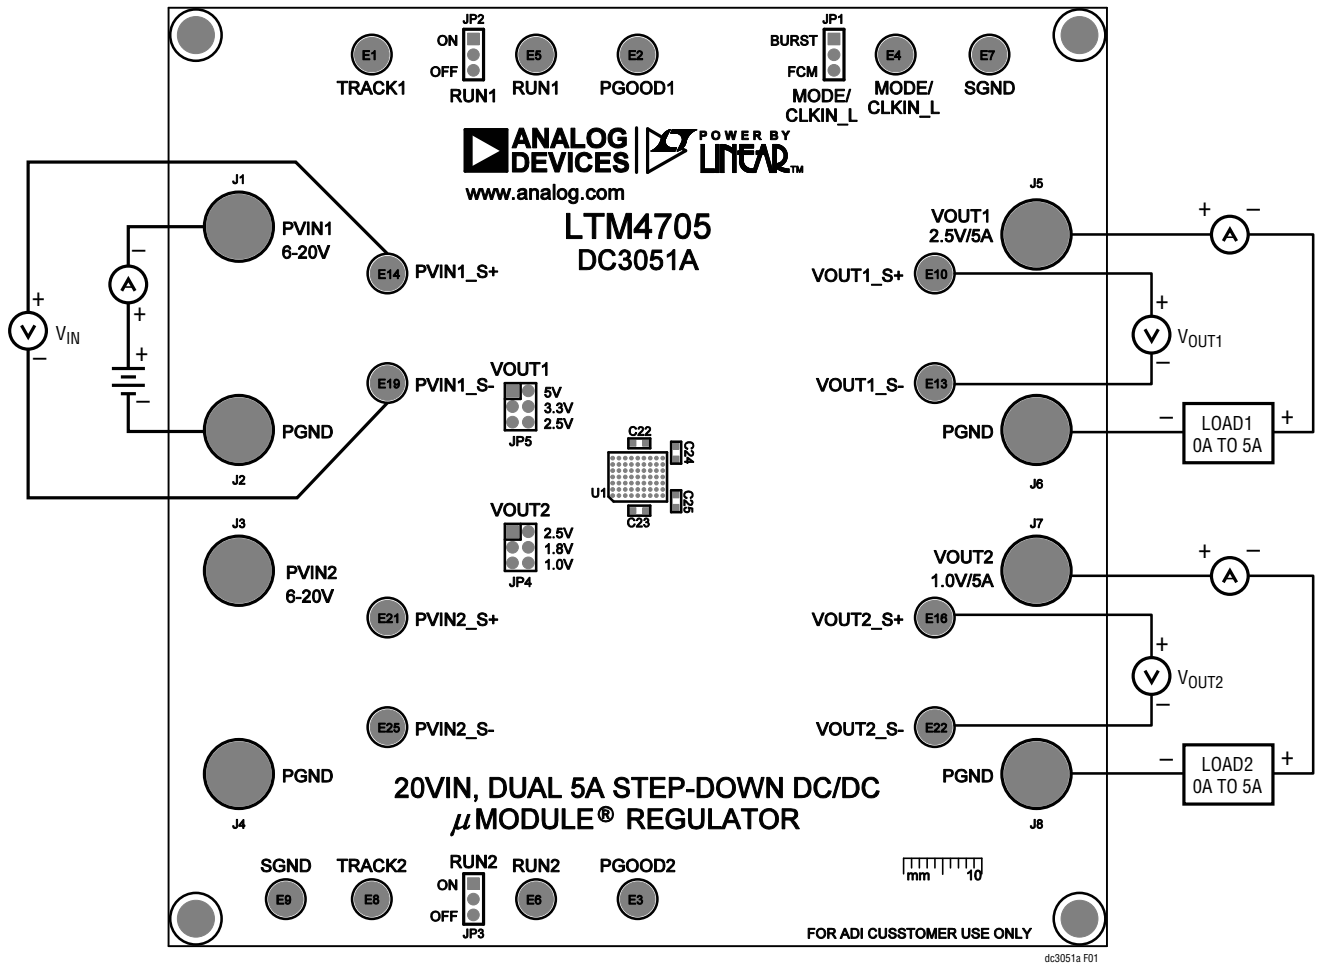 JP2
ON
OFF
RUN1
E1
TRACK1
E5
RUN1
E2
PGOOD1
JP1
BURST
FCM
MODE/
CLKIN_L
E4
MODE/
CLKIN_L
E7
SGND
ANALOG
DEVICES
POWER BY
LINEAR™
www.analog.com
LTM4705
DC3051A
J1
PVIN1
6-20V
E14 PVIN1_S+
+
V VIN
−
−
A
+
+
−
E19 PVIN1_S-
PGND
J2
VOUT1
5V
3.3V
2.5V
JP5
C22
C24
U1
C25
C23
VOUT2
2.5V
1.8V
1.0V
JP4
J5
VOUT1
2.5V/5A
+ A −
VOUT1_S+ E10
+
V VOUT1
−
VOUT1_S- E13
PGND
J6
− LOAD1 +
0A TO 5A
J3
PVIN2
6-20V
E21 PVIN2_S+
E25 PVIN2_S-
PGND
J4
J7
VOUT2
1.0V/5A
+ A −
VOUT2_S+ E16
+
V VOUT2
−
VOUT2_S- E22
PGND
J8
− LOAD2 +
0A TO 5A
20VIN, DUAL 5A STEP-DOWN DC/DC
µMODULE® REGULATOR
SGND
E9
TRACK2
E8
RUN2
ON
OFF
JP3
RUN2
E6
PGOOD2
E3
mm 10
FOR ADI CUSSTOMER USE ONLY
dc3051a F01